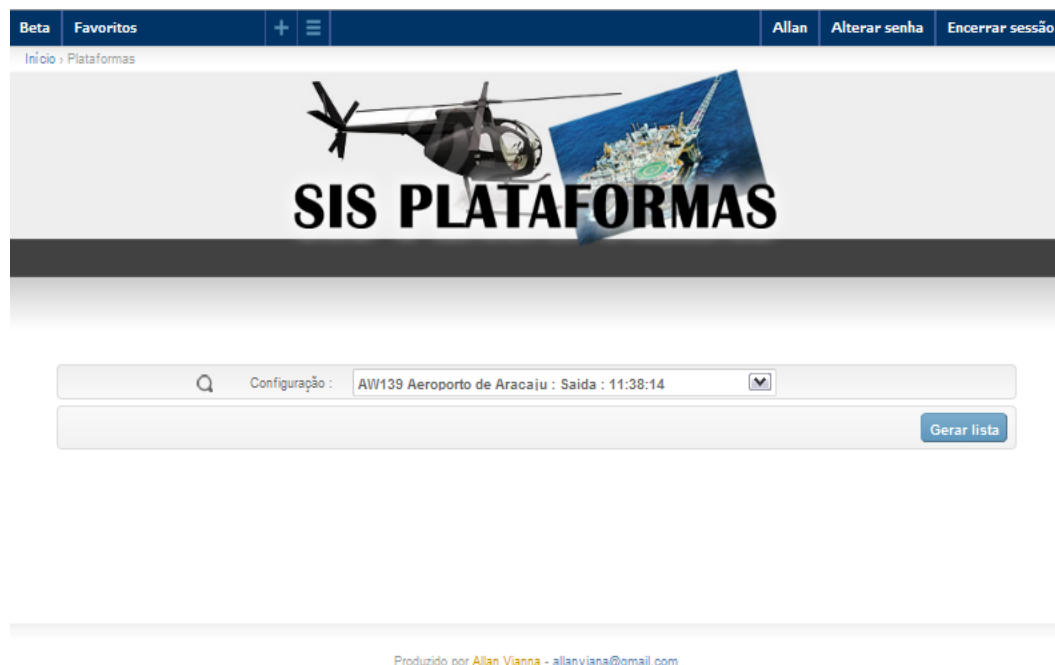 Beta Favoritos + Allan Alterar senha Encerrar sessão
Início › Plataformas
SIS PLATAFORMAS
Configuração : AW139 Aeroporto de Aracaju : Saida : 11:38:14
Gerar lista
Produzido por Allan Vianna - allanviana@gmail.com